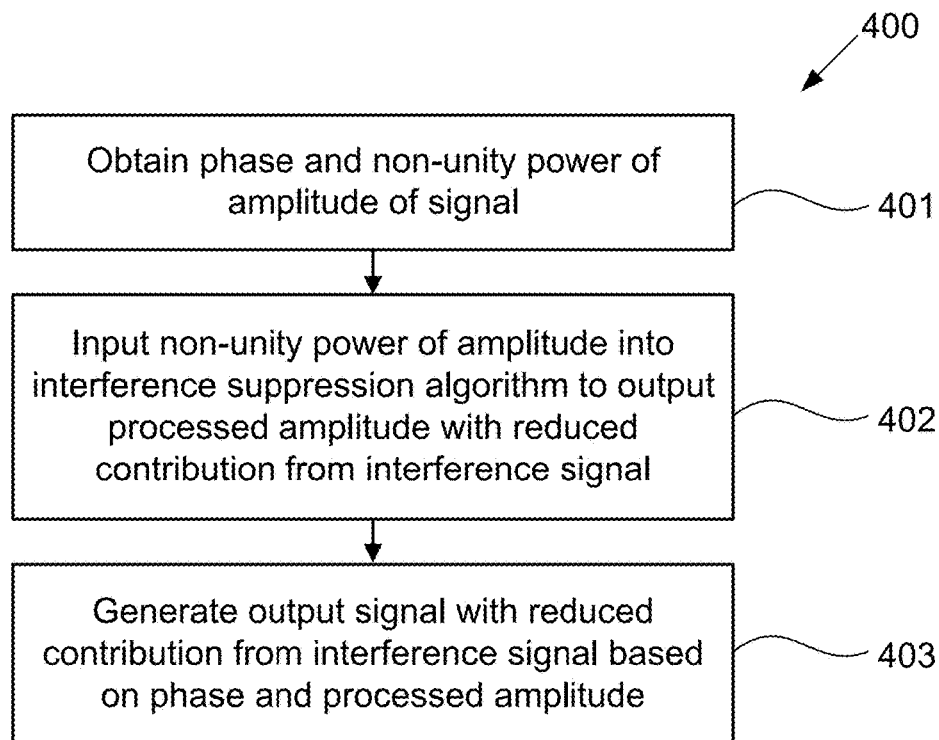 400
Obtain phase and non-unity power of
amplitude of signal
401
Input non-unity power of amplitude into
interference suppression algorithm to output
processed amplitude with reduced
contribution from interference signal
402
Generate output signal with reduced
contribution from interference signal based
on phase and processed amplitude
403